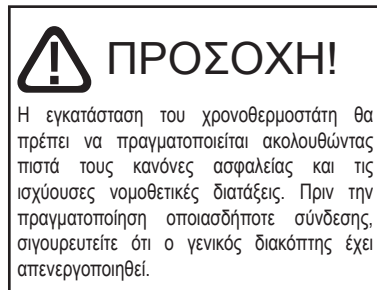 ΠΡΟΣΟΧΗ!
Η εγκατάσταση του χρονοθερμοστάτη θα
πρέπει να πραγματοποιείται ακολουθώντας
πιστά τους κανόνες ασφαλείας και τις
ισχύουσες νομοθετικές διατάξεις. Πριν την
πραγματοποίηση οποιασδήποτε σύνδεσης,
σιγουρευτείτε ότι ο γενικός διακόπτης έχει
απενεργοποιηθεί.